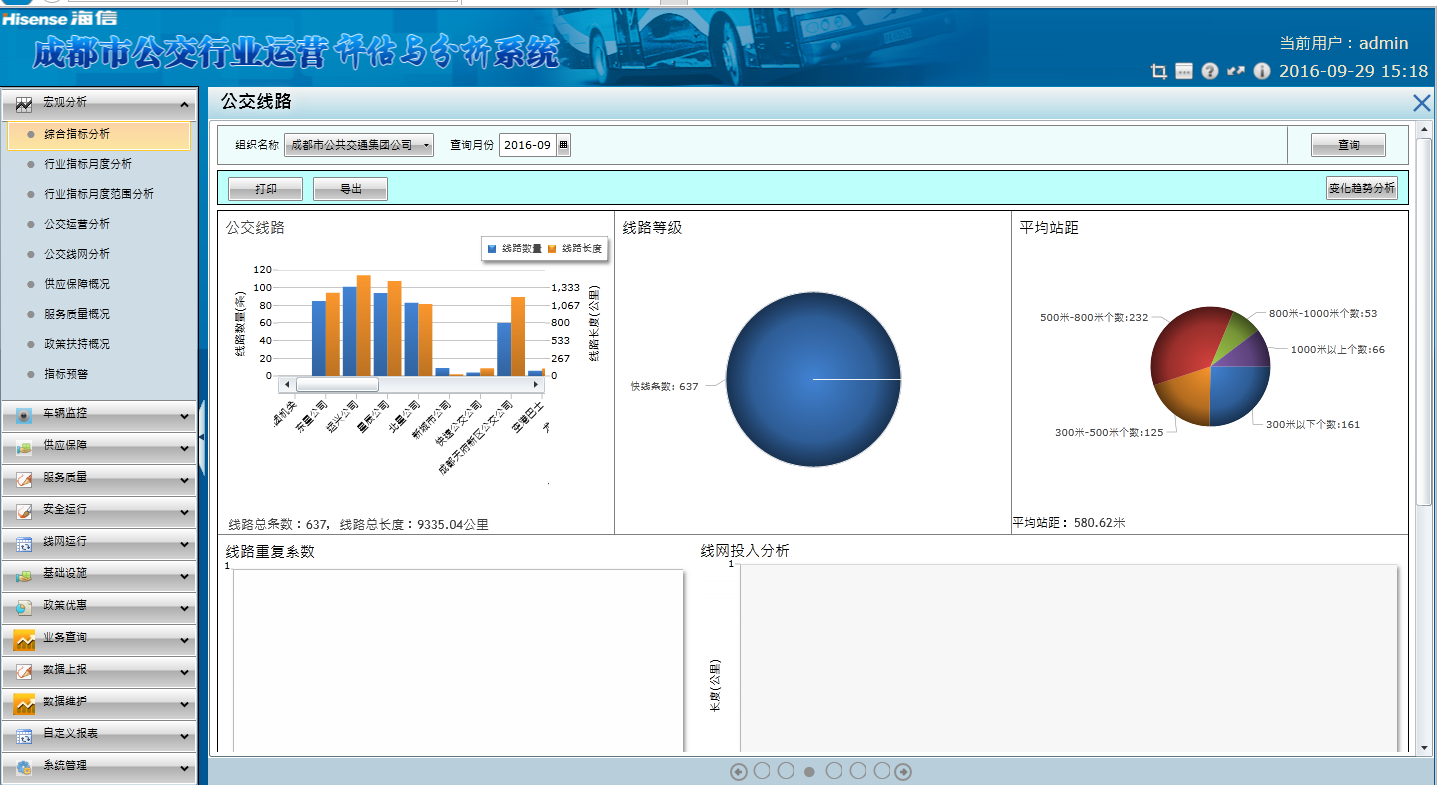 Hisense 海信
成都市公交行业运营评估与分析系统
当前用户：admin
2016-09-29 15:18
宏观分析
综合指标分析
行业指标月度分析
行业指标月度范围分析
公交运营分析
公交线网分析
供应保障概况
服务质量概况
政策扶持概况
指标预警
车辆监控
供应保障
服务质量
安全运行
线网运行
基础设施
政策优惠
业务查询
数据上报
数据维护
自定义报表
系统管理
公交线路
组织名称 成都市公共交通集团公司 查询月份 2016-09 查询
打印 导出 变化趋势分析
公交线路
线路数量 线路长度
线路数量(条)
120
100
80
60
40
20
0
1,333
1,067
800
533
267
0
线路长度(公里)
东星公司
运兴公司
星辰公司
北星公司
新城市公司
快速公交公司
成都天府新区公交公司
空港巴士
线路总条数：637，线路总长度：9335.04公里
线路等级
快线条数: 637
平均站距
500米-800米个数:232
800米-1000米个数:53
1000米以上个数:66
300米-500米个数:125
300米以下个数:161
平均站距：580.62米
线路重复系数
1
线网投入分析
1
长度(公里)